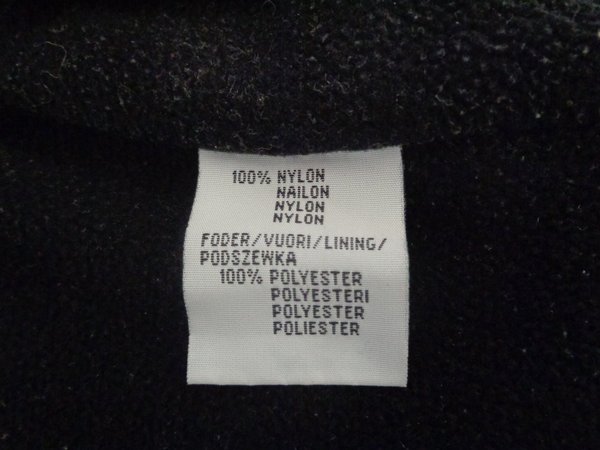 100% NYLON
NAILON
NYLON
NYLON
FODER/VUORI/LINING/
PODSZEWKA
100% POLYESTER
POLYESTERI
POLYESTER
POLIESTER